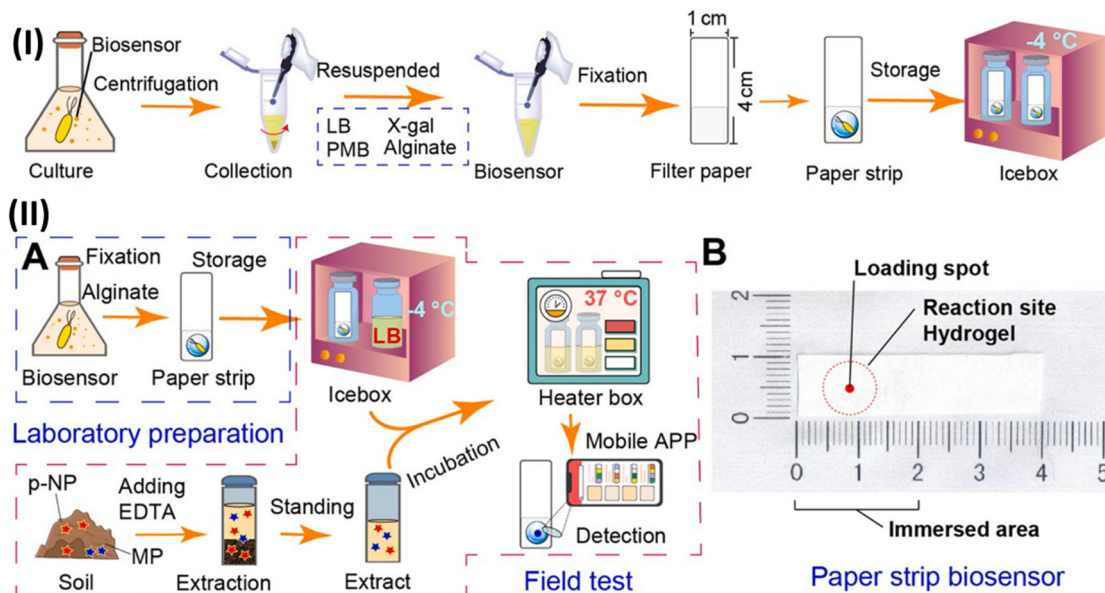 (I)
Biosensor
Centrifugation
Culture
Collection
Resuspended
LB X-gal
PMB Alginate
Biosensor
Fixation
1 cm
4 cm
Filter paper
Storage
Paper strip
-4 °C
Icebox
(II)
A
Fixation
Alginate
Biosensor
Storage
Paper strip
-4 °C
LB
Icebox
Laboratory preparation
p-NP
MP
Soil
Adding
EDTA
Extraction
Standing
Extract
Incubation
37 °C
Heater box
Mobile APP
Detection
Field test
B
Loading spot
Reaction site
Hydrogel
2
1
0
0 1 2 3 4 5
Immersed area
Paper strip biosensor